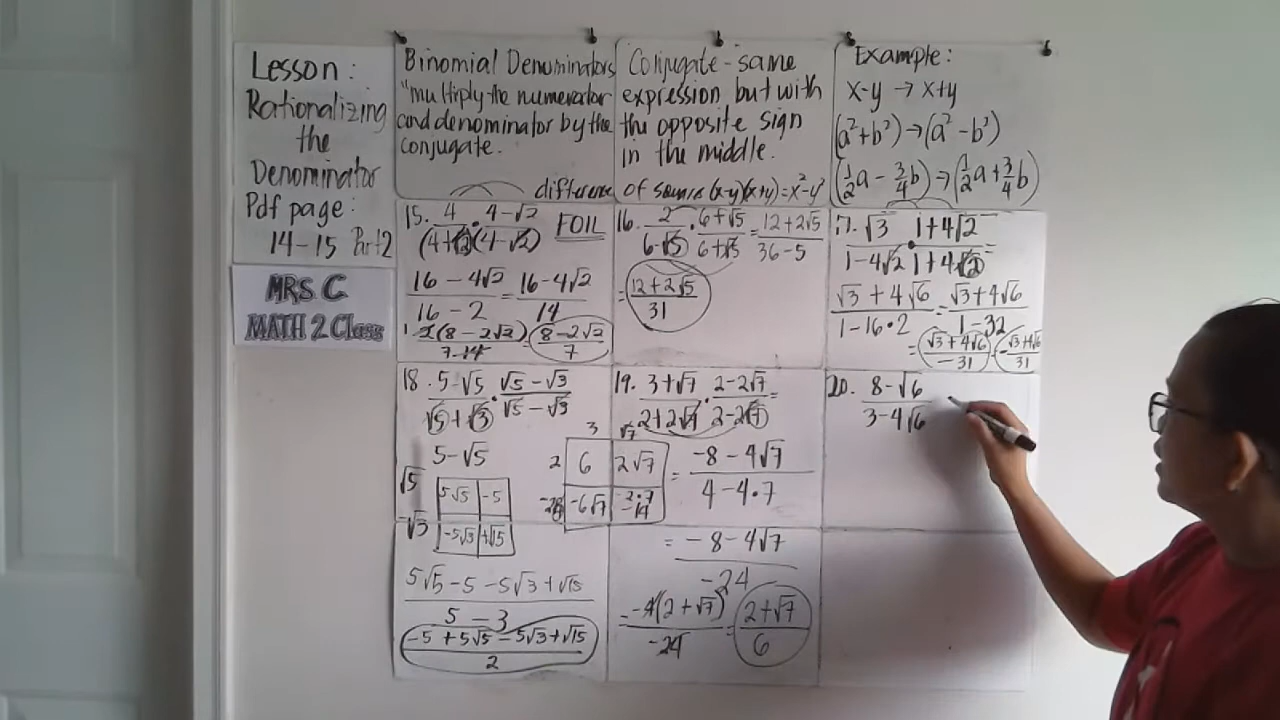 Lesson:
Rationalizing
the
Denominator
Pdf page:
14-15 Part 2
MRS C
MATH 2 Class
Binomial Denominators
"multiply the numerator
and denominator by the
conjugate.
Conjugate - same
expression but with
the opposite sign
in the middle.
difference of square (x-y)(x+y)=x²-y²
Example:
x-y → x+y
(a²+b²)→(a²-b²)
(1/2a - 3/4b)→(1/2a+3/4b)
15. 4/(4+√2) • (4-√2)/(4-√2) FOIL
(16-4√2)/(16-2) = (16-4√2)/14
2(8-2√2)/14 = (8-2√2)/7
16. 2/(6-√5) • (6+√5)/(6+√5) = (12+2√5)/(36-5)
= (12+2√5)/31
17. √3/(1-4√2) • (1+4√2)/(1+4√2) =
(√3+4√6)/(1-16•2) = (√3+4√6)/(1-32)
= (√3+4√6)/-31 = -(√3+4√6)/31
18. (5-√5)/(√5+√3) • (√5-√3)/(√5-√3)
5-√5
√5 5√5 -5
-√3 -5√3 +√15
(5√5-5-5√3+√15)/(5-3)
(-5+5√5-5√3+√15)/2
19. (3+√7)/(2+2√7) • (2-2√7)/(2-2√7) =
3 √7
2 6 2√7
-6√7 -2•7
-14
= (-8-4√7)/(4-4•7)
= (-8-4√7)/-24
= -4(2+√7)/-24 = (2+√7)/6
20. (8-√6)/(3-4√6)